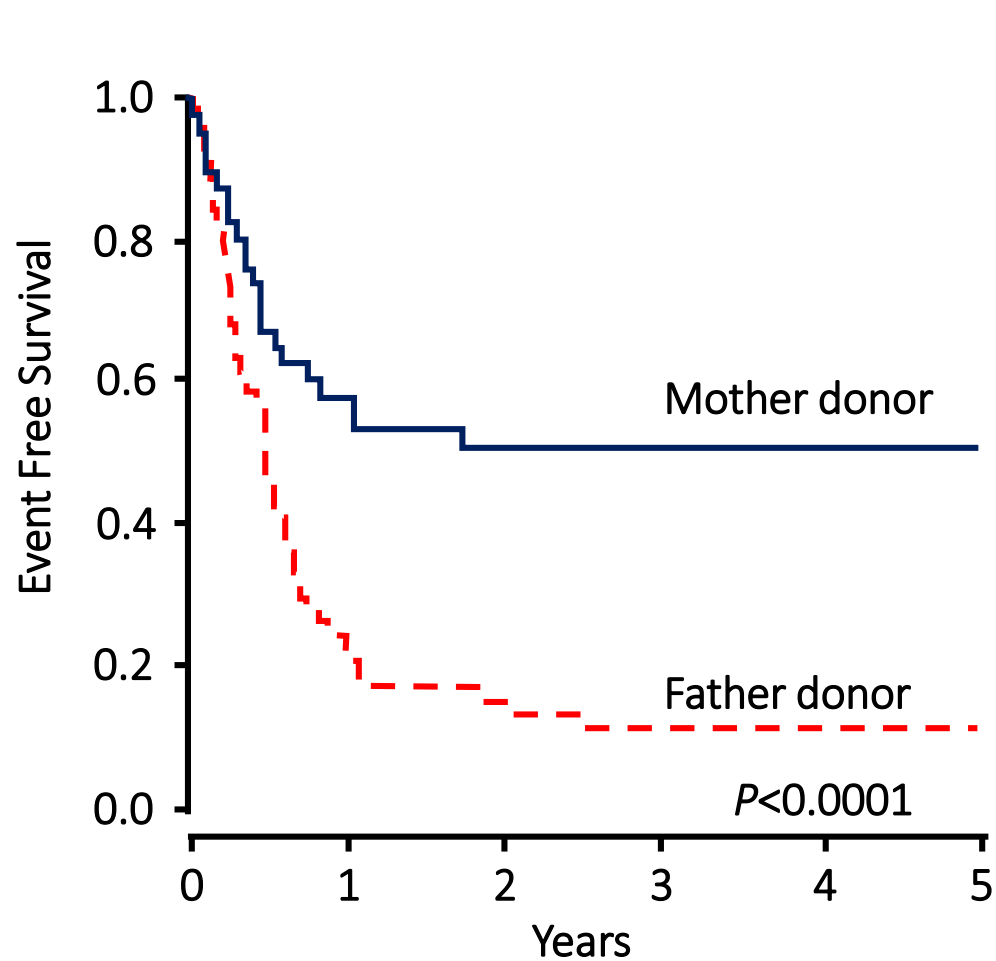 Event Free Survival
1.0
0.8
0.6
0.4
0.2
0.0
Mother donor
Father donor
P<0.0001
0 1 2 3 4 5
Years